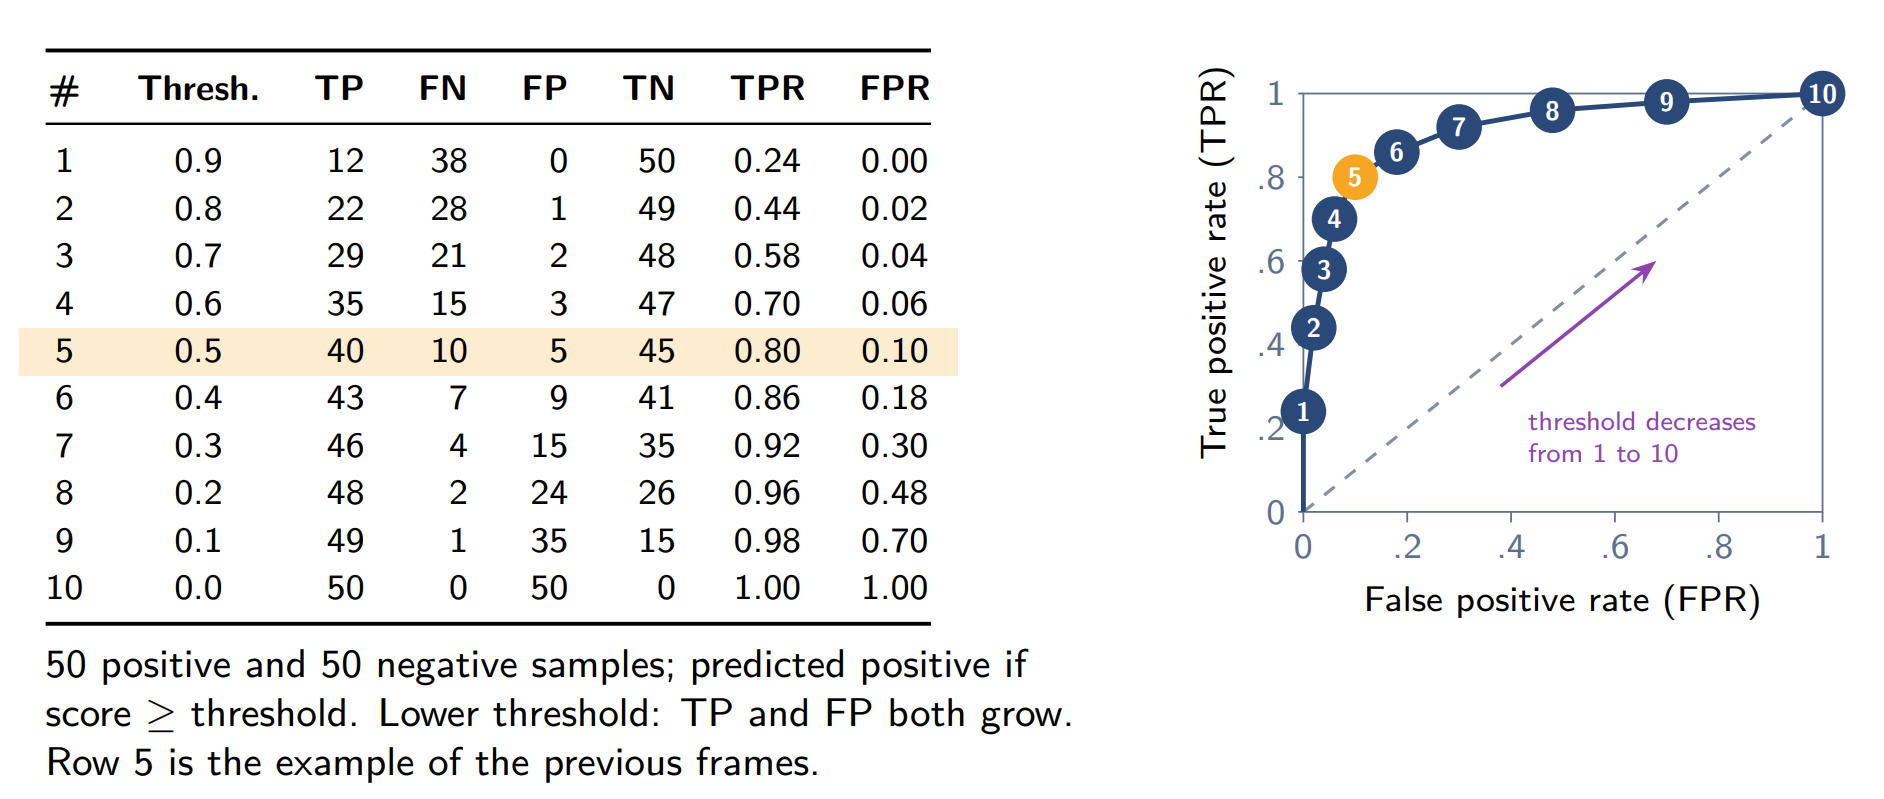 # Thresh. TP FN FP TN TPR FPR
1 0.9 12 38 0 50 0.24 0.00
2 0.8 22 28 1 49 0.44 0.02
3 0.7 29 21 2 48 0.58 0.04
4 0.6 35 15 3 47 0.70 0.06
5 0.5 40 10 5 45 0.80 0.10
6 0.4 43 7 9 41 0.86 0.18
7 0.3 46 4 15 35 0.92 0.30
8 0.2 48 2 24 26 0.96 0.48
9 0.1 49 1 35 15 0.98 0.70
10 0.0 50 0 50 0 1.00 1.00
50 positive and 50 negative samples; predicted positive if
score ≥ threshold. Lower threshold: TP and FP both grow.
Row 5 is the example of the previous frames.
True positive rate (TPR)
1
.8
.6
.4
.2
0
1
2
3
4
5
6
7
8
9
10
threshold decreases
from 1 to 10
0 .2 .4 .6 .8 1
False positive rate (FPR)